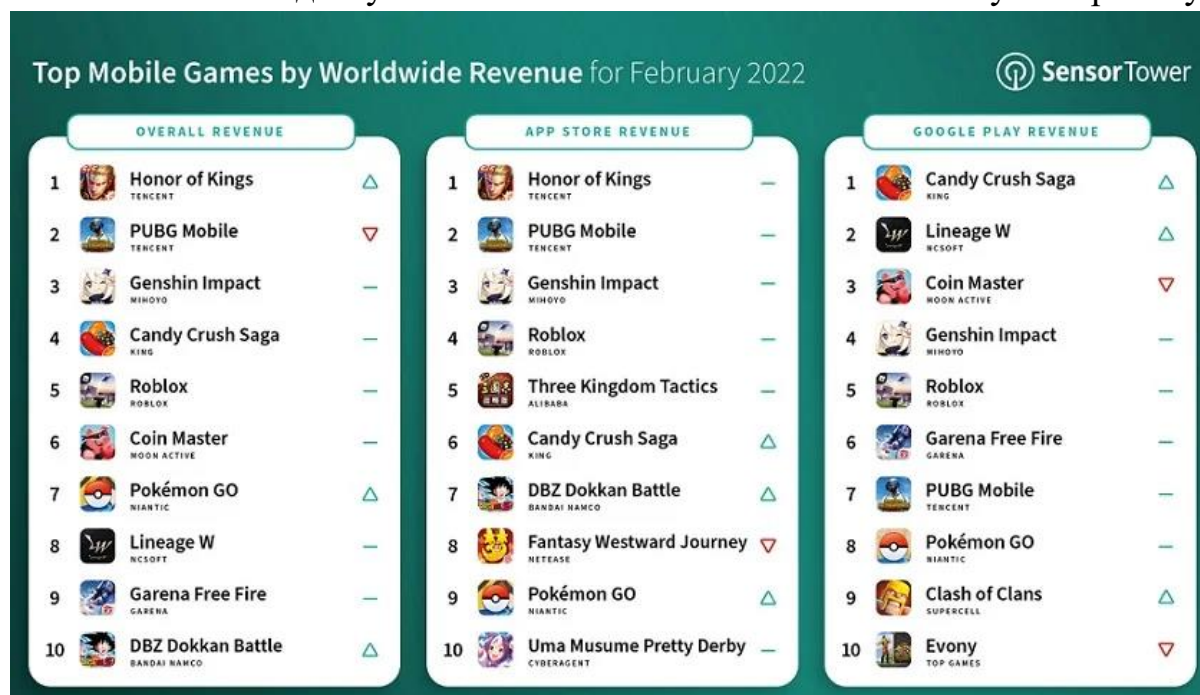 Top Mobile Games by Worldwide Revenue for February 2022
SensorTower
OVERALL REVENUE
1 Honor of Kings
TENCENT
2 PUBG Mobile
TENCENT
3 Genshin Impact
MIHOYO
4 Candy Crush Saga
KING
5 Roblox
ROBLOX
6 Coin Master
MOON ACTIVE
7 Pokémon GO
NIANTIC
8 Lineage W
NCSOFT
9 Garena Free Fire
GARENA
10 DBZ Dokkan Battle
BANDAI NAMCO
APP STORE REVENUE
1 Honor of Kings
TENCENT
2 PUBG Mobile
TENCENT
3 Genshin Impact
MIHOYO
4 Roblox
ROBLOX
5 Three Kingdom Tactics
ALIBABA
6 Candy Crush Saga
KING
7 DBZ Dokkan Battle
BANDAI NAMCO
8 Fantasy Westward Journey
NETEASE
9 Pokémon GO
NIANTIC
10 Uma Musume Pretty Derby
CYBERAGENT
GOOGLE PLAY REVENUE
1 Candy Crush Saga
KING
2 Lineage W
NCSOFT
3 Coin Master
MOON ACTIVE
4 Genshin Impact
MIHOYO
5 Roblox
ROBLOX
6 Garena Free Fire
GARENA
7 PUBG Mobile
TENCENT
8 Pokémon GO
NIANTIC
9 Clash of Clans
SUPERCELL
10 Evony
TOP GAMES